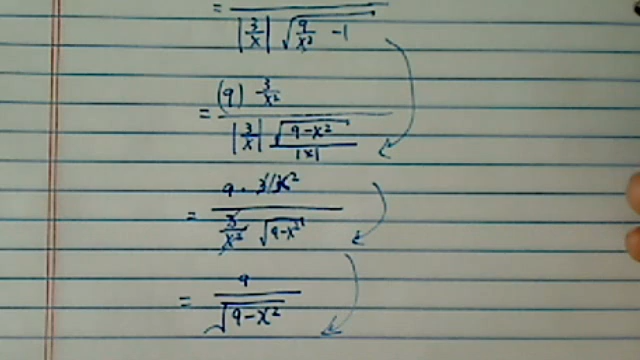 =
|3/x| √(9/x² - 1)
= (9) -3/x²
|3/x| √(9-x²)/|x|
= 9 · 3/x²
3/x² √(9-x²)
= 9
√(9-x²)